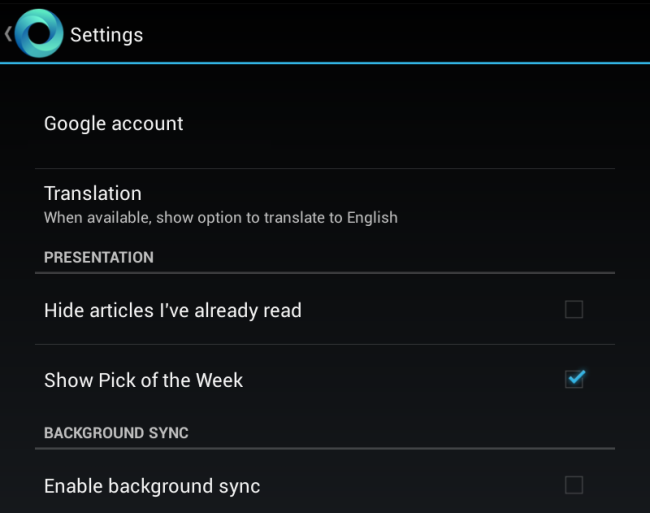 Settings
Google account
Translation
When available, show option to translate to English
PRESENTATION
Hide articles I've already read
Show Pick of the Week
BACKGROUND SYNC
Enable background sync